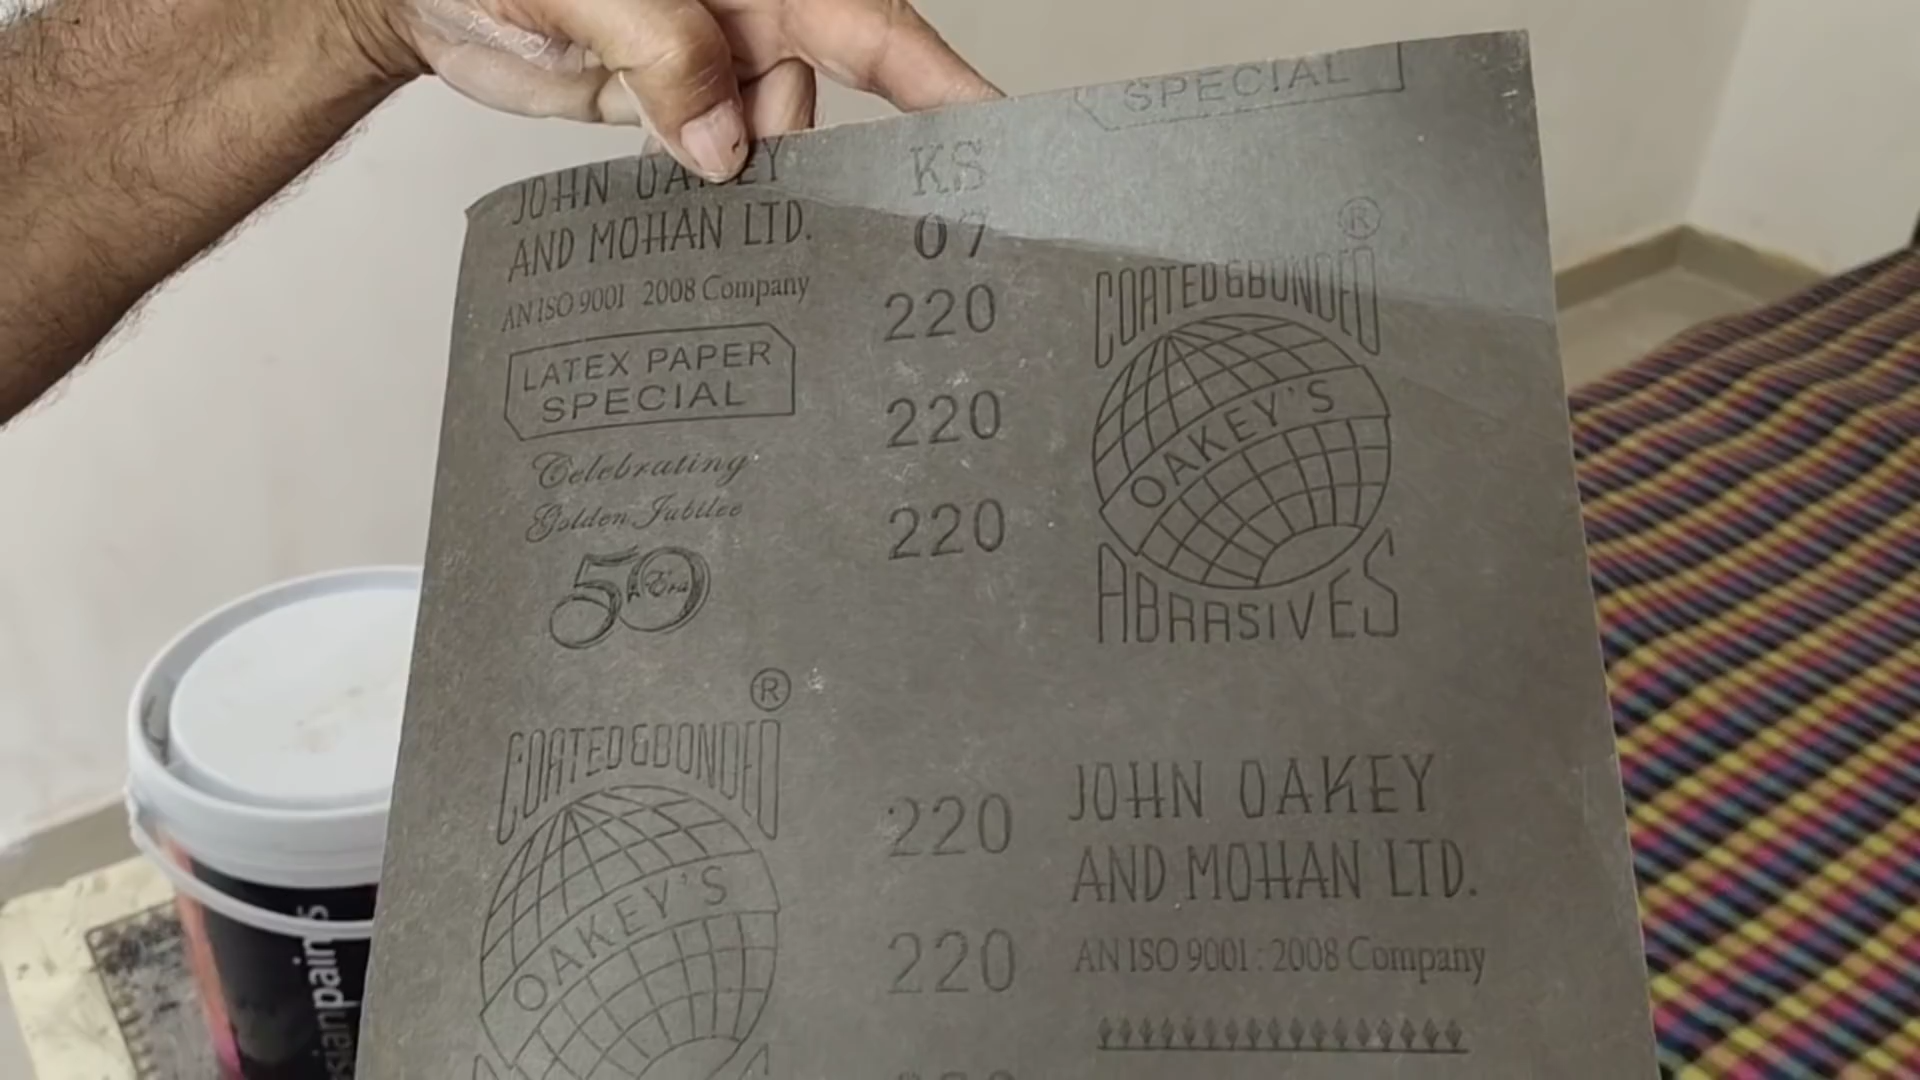 SPECIAL
JOHN OAKEY
AND MOHAN LTD.
AN ISO 9001 2008 Company
LATEX PAPER
SPECIAL
Celebrating
Golden Jubilee
50
KS
07
220
220
220
®
COATED & BONDED
OAKEY'S
ABRASIVES
®
COATED & BONDED
OAKEY'S
220
220
JOHN OAKEY
AND MOHAN LTD.
AN ISO 9001 : 2008 Company
asianpaints